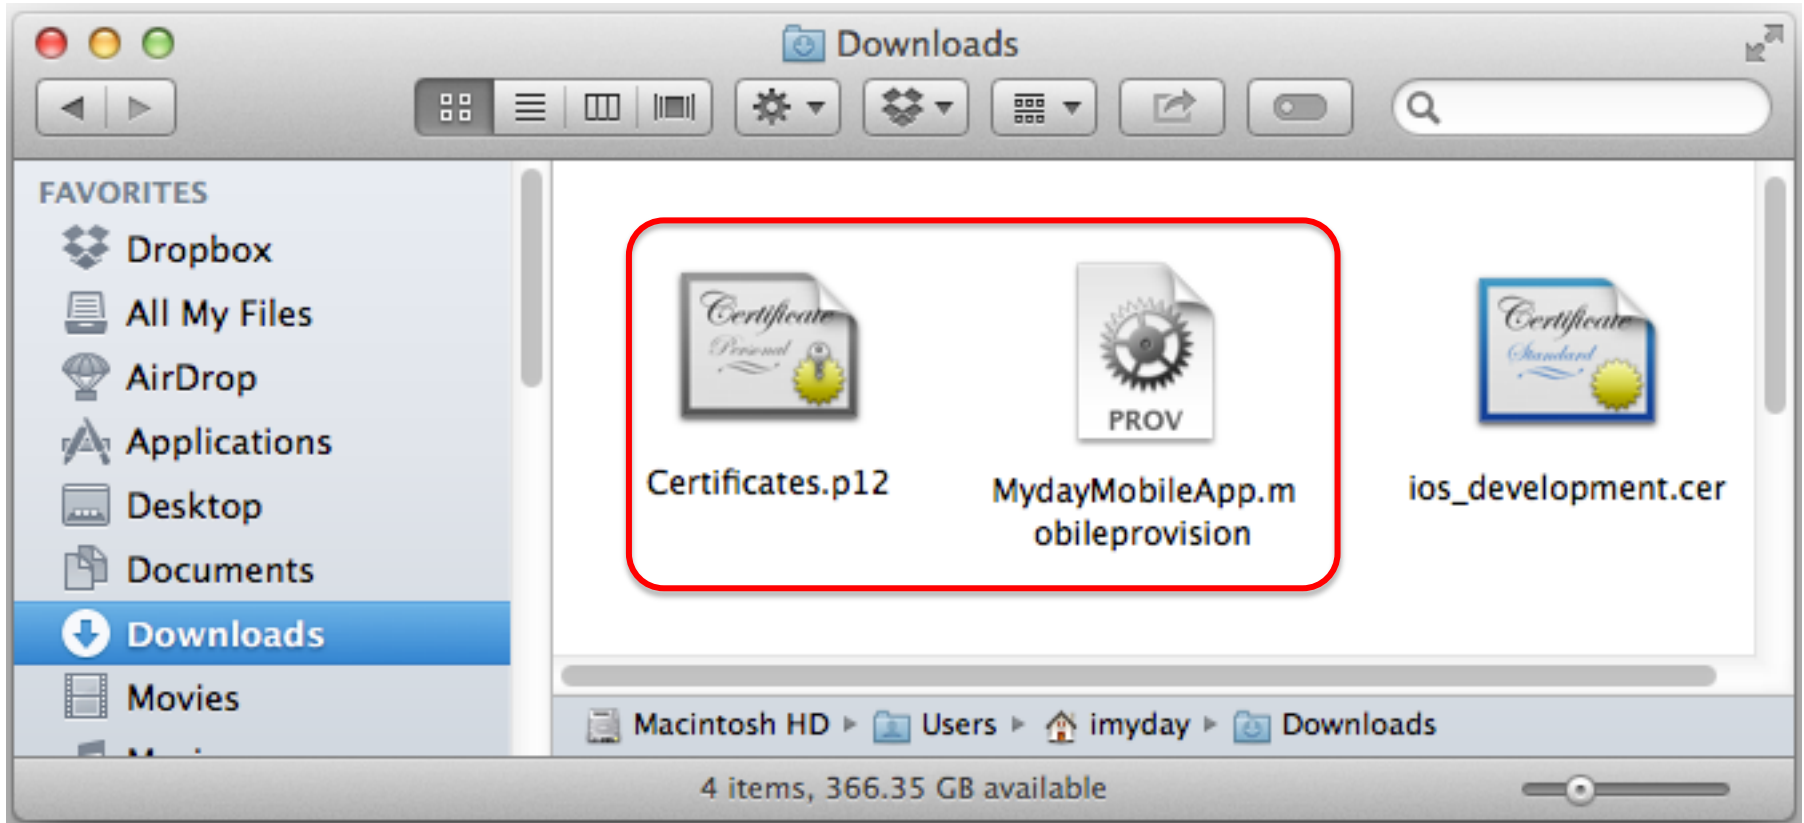 Downloads
FAVORITES
Dropbox
All My Files
AirDrop
Applications
Desktop
Documents
Downloads
Movies
Certificate
Personal
Certificates.p12
PROV
MydayMobileApp.m
obileprovision
Certificate
Standard
ios_development.cer
Macintosh HD ▸ Users ▸ imyday ▸ Downloads
4 items, 366.35 GB available